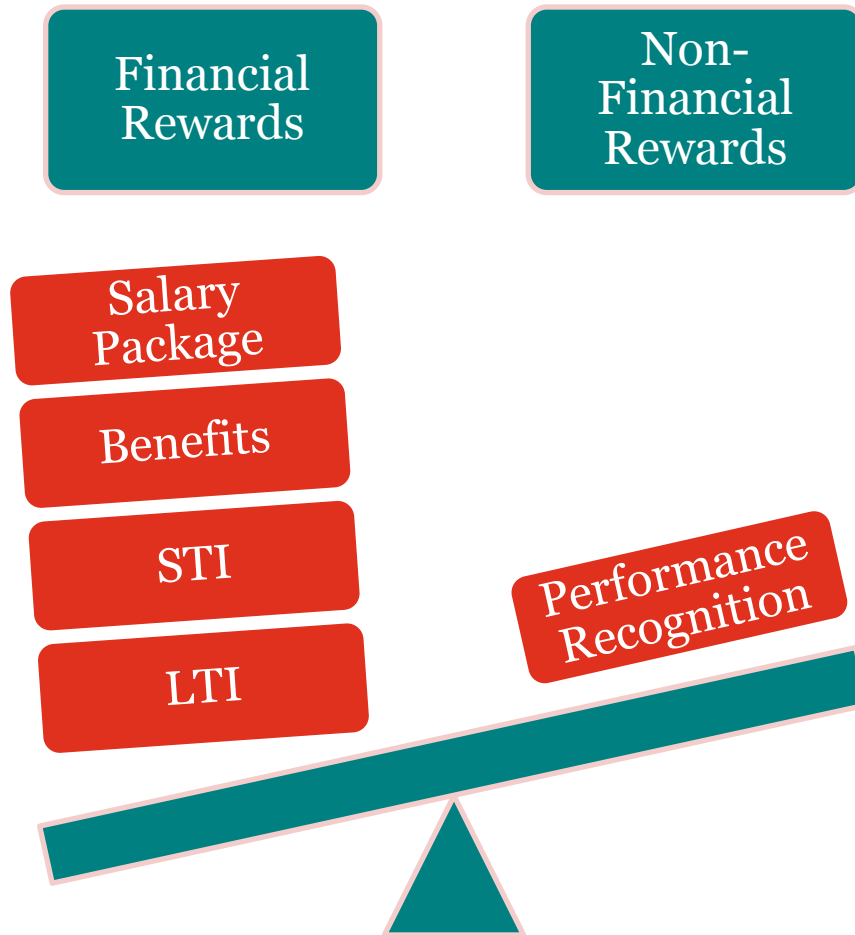 Financial
Rewards
Non-
Financial
Rewards
Salary
Package
Benefits
STI
LTI
Performance
Recognition